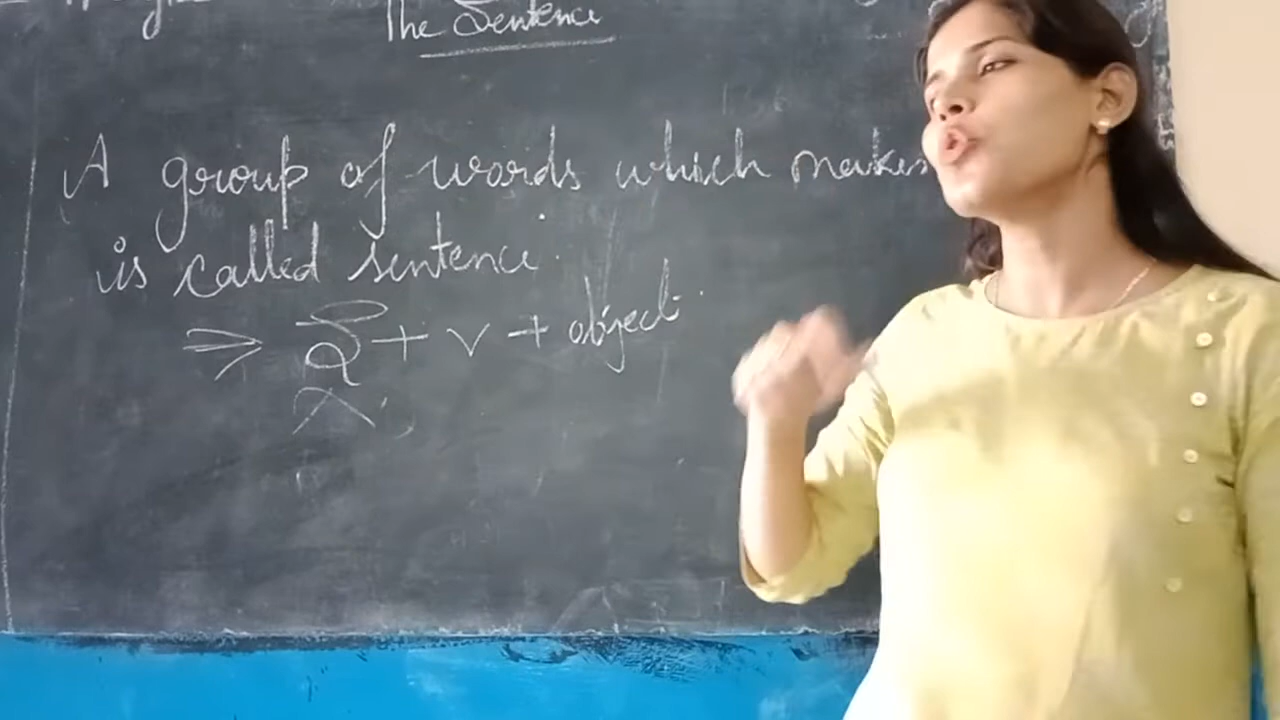 The Sentence
A group of words which makes
is called sentence.
⇒ + v + object